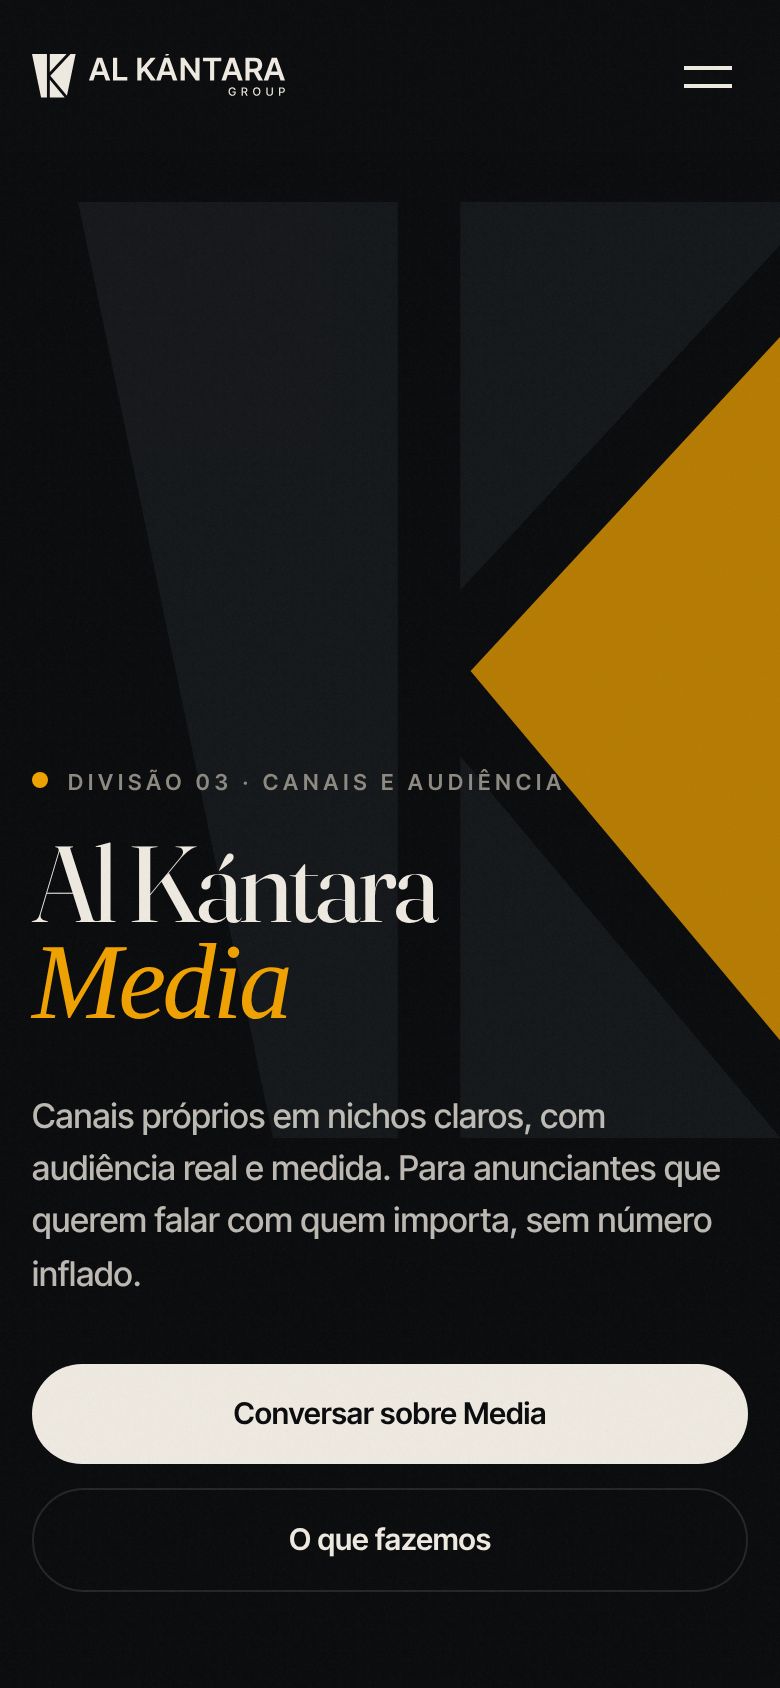 AL KÁNTARA
GROUP
DIVISÃO 03 · CANAIS E AUDIÊNCIA
Al Kántara
Media
Canais próprios em nichos claros, com
audiência real e medida. Para anunciantes que
querem falar com quem importa, sem número
inflado.
Conversar sobre Media
O que fazemos